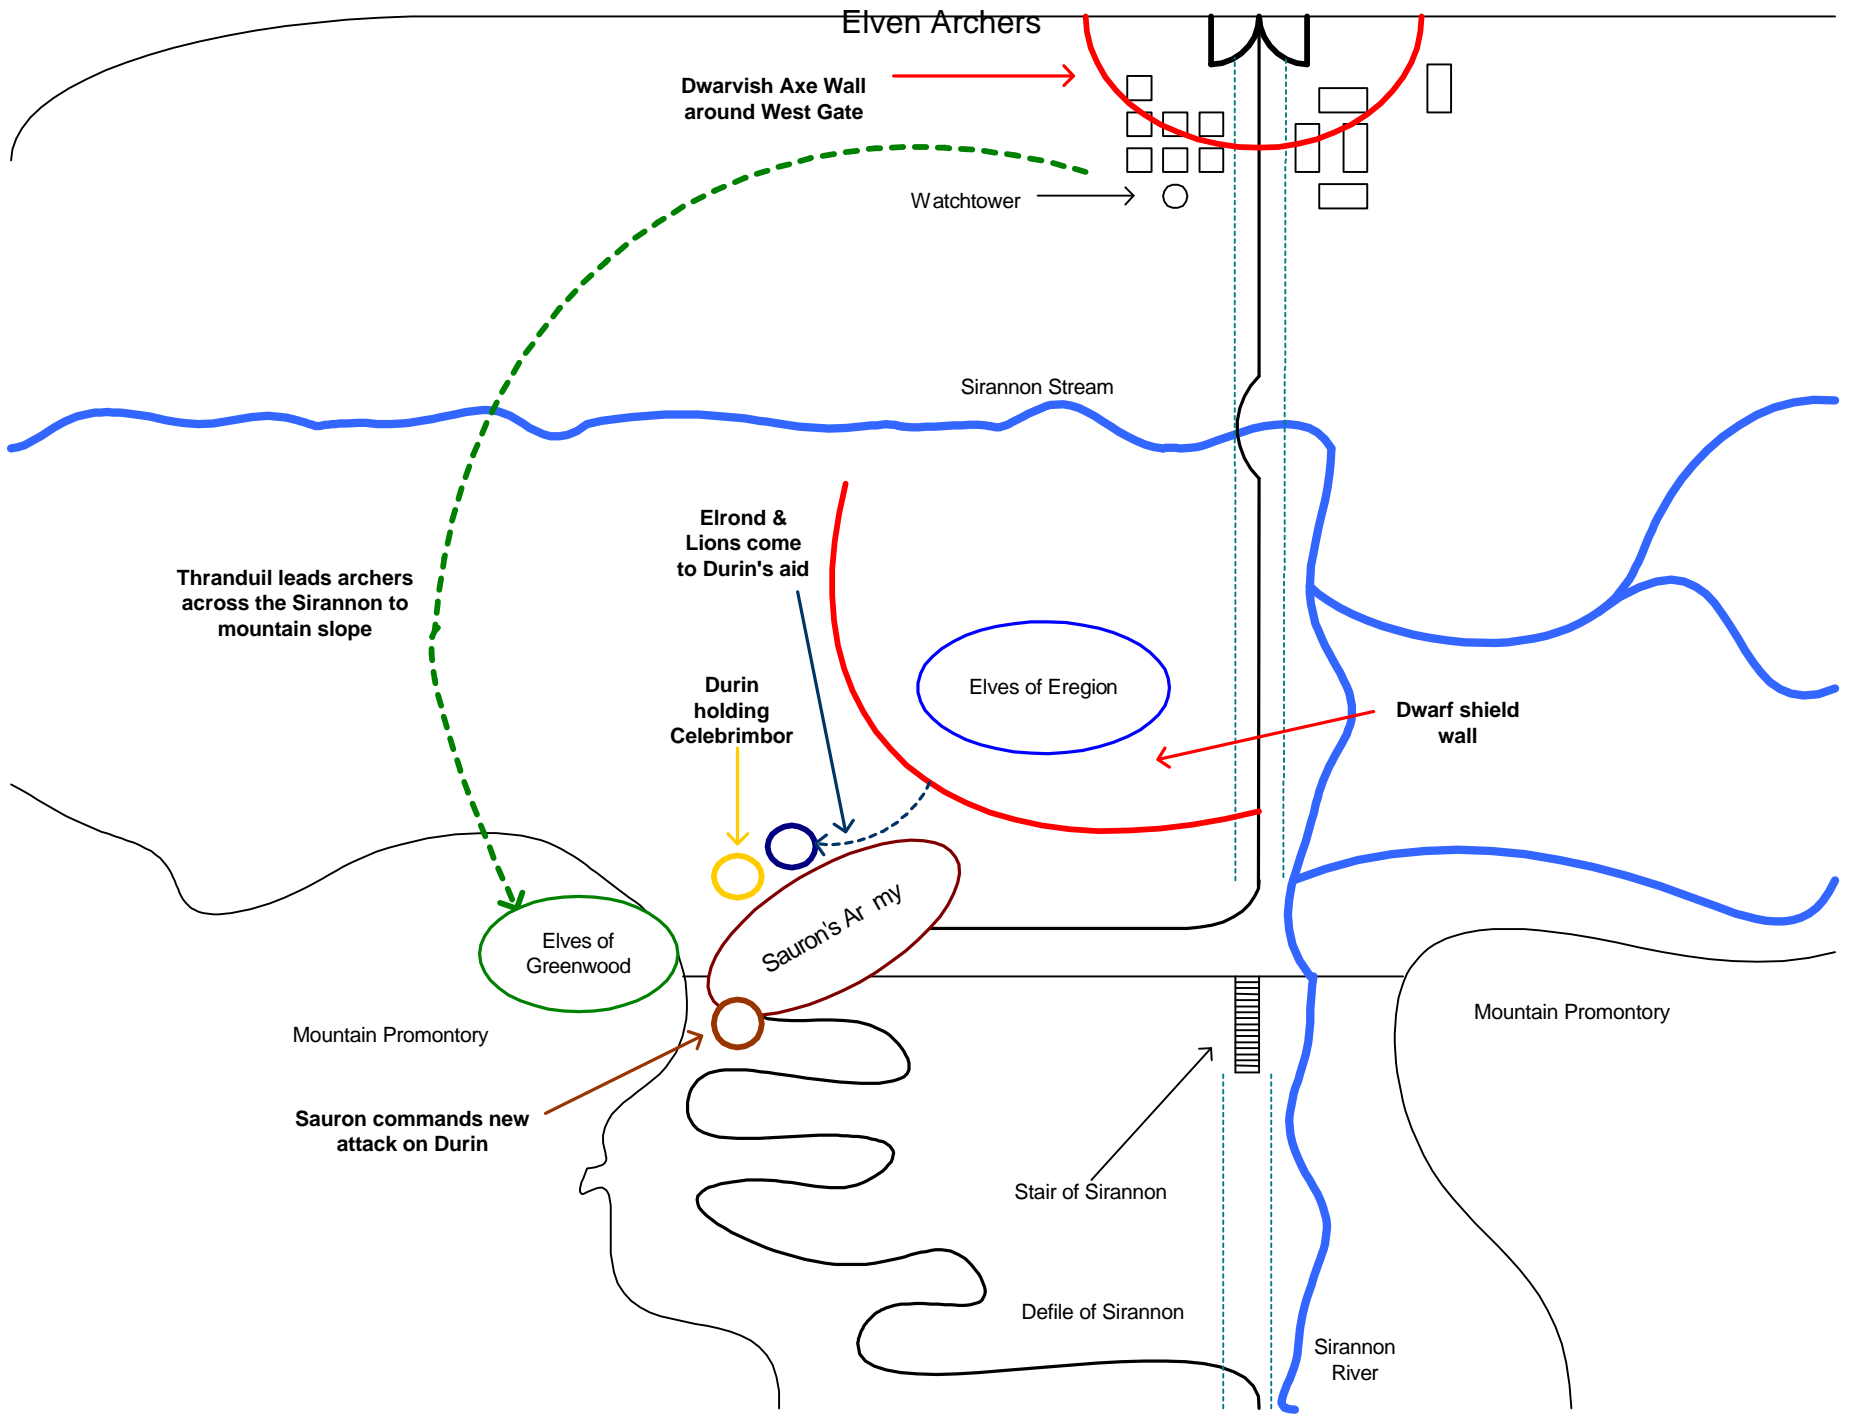 Elven Archers
Dwarvish Axe Wall
around West Gate
Watchtower
Sirannon Stream
Elrond &
Lions come
to Durin's aid
Thranduil leads archers
across the Sirannon to
mountain slope
Elves of Eregion
Durin
holding
Celebrimbor
Dwarf shield
wall
Sauron's Ar my
Elves of
Greenwood
Mountain Promontory
Mountain Promontory
Sauron commands new
attack on Durin
Stair of Sirannon
Defile of Sirannon
Sirannon
River